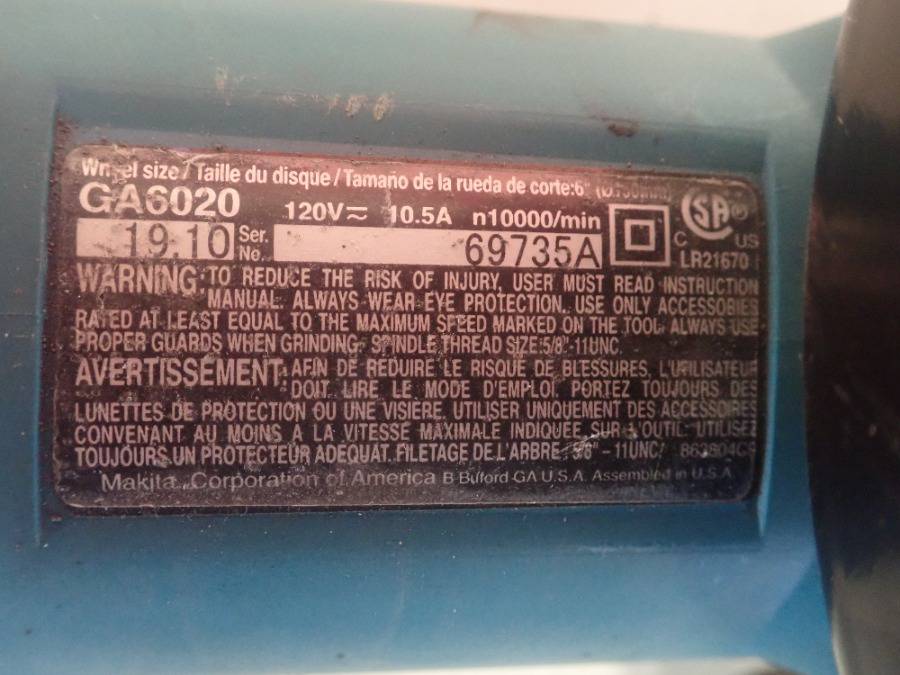 Wheel size / Taille du disque / Tamaño de la rueda de corte:6"
GA6020 120V⎓ 10.5A n10000/min
19.10 Ser. No. 69735A
SA ® C US
LR21670
WARNING: TO REDUCE THE RISK OF INJURY, USER MUST READ INSTRUCTION
MANUAL. ALWAYS WEAR EYE PROTECTION. USE ONLY ACCESSORIES
RATED AT LEAST EQUAL TO THE MAXIMUM SPEED MARKED ON THE TOOL. ALWAYS USE
PROPER GUARDS WHEN GRINDING. SPINDLE THREAD SIZE:5/8"-11UNC.
AVERTISSEMENT: AFIN DE REDUIRE LE RISQUE DE BLESSURES, L'UTILISATEUR
DOIT LIRE LE MODE D'EMPLOI. PORTEZ TOUJOURS DES
LUNETTES DE PROTECTION OU UNE VISIERE. UTILISER UNIQUEMENT DES ACCESSOIRES
CONVENANT AU MOINS A LA VITESSE MAXIMALE INDIQUEE SUR L'OUTIL. UTILISEZ
TOUJOURS UN PROTECTEUR ADEQUAT. FILETAGE DE L'ARBRE 5/8"-11UNC.
Makita Corporation of America B Buford GA U.S.A. Assembled in U.S.A.